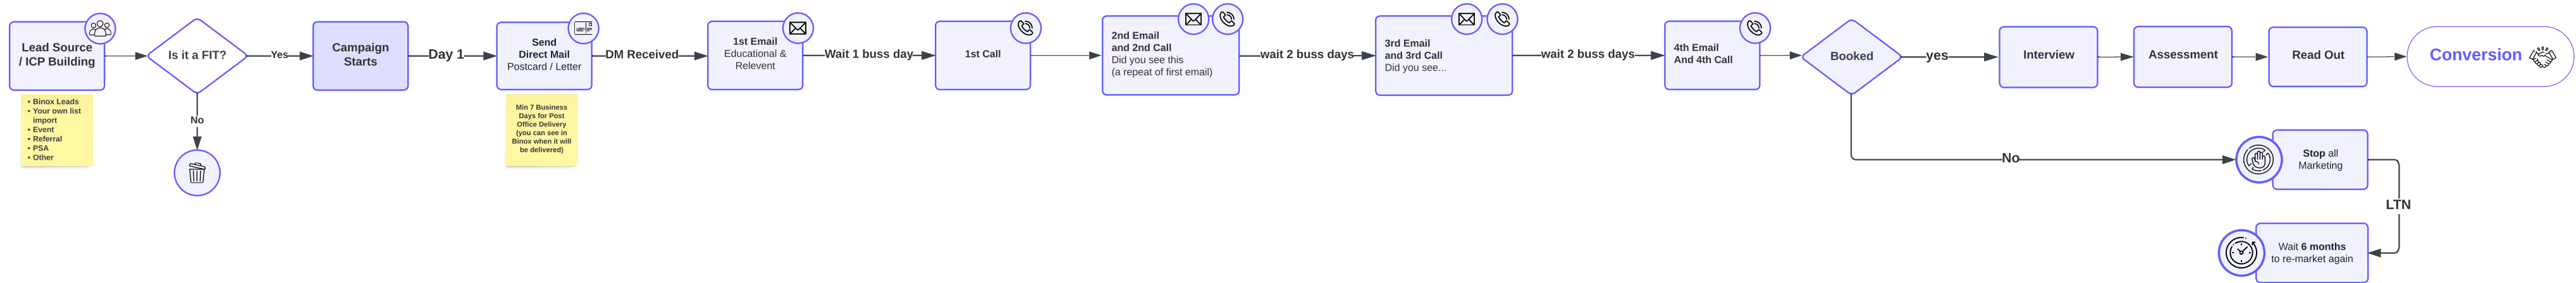 Lead Source
/ ICP Building
• Binox Leads
• Your own list
import
• Event
• Referral
• PSA
• Other
Is it a FIT?
Yes
No
Campaign
Starts
Day 1
Send
Direct Mail
Postcard / Letter
Min 7 Business
Days for Post
Office Delivery
(you can see in
Binox when it will
be delivered)
DM Received
1st Email
Educational &
Relevent
Wait 1 buss day
1st Call
2nd Email
and 2nd Call
Did you see this
(a repeat of first email)
wait 2 buss days
3rd Email
and 3rd Call
Did you see...
wait 2 buss days
4th Email
And 4th Call
Booked
yes
Interview
Assessment
Read Out
Conversion
No
Stop all
Marketing
LTN
Wait 6 months
to re-market again